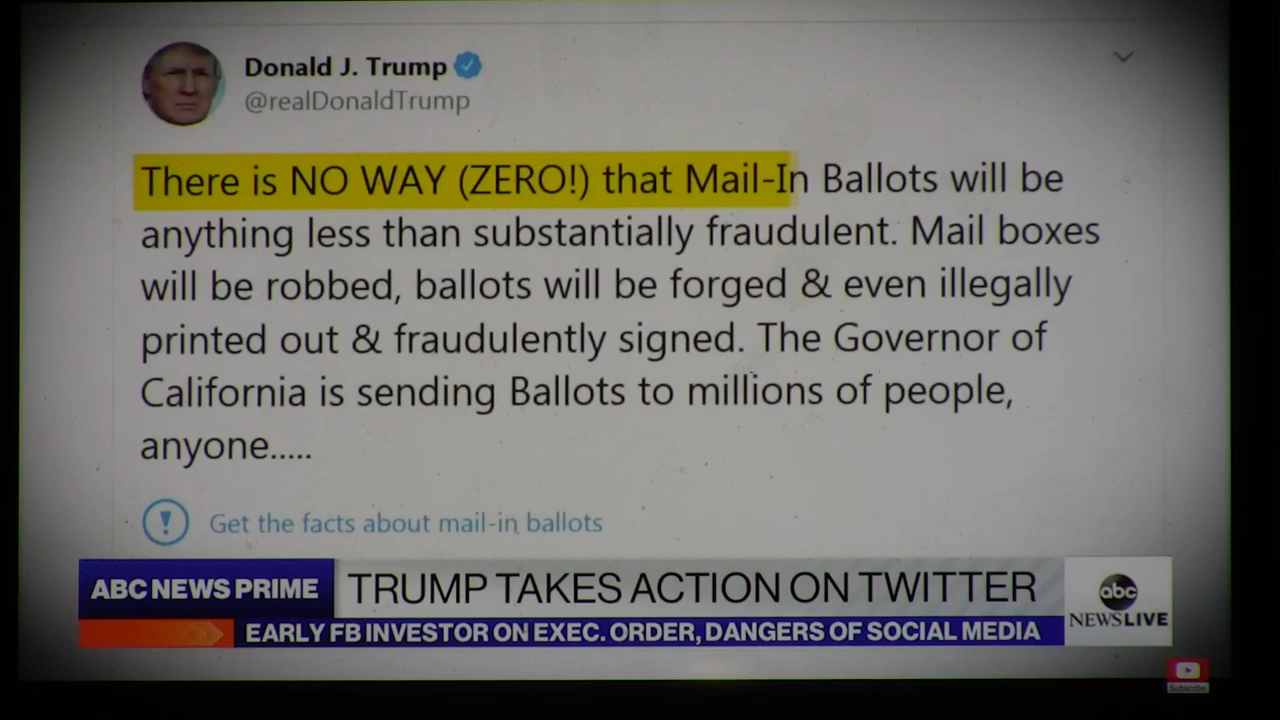 Donald J. Trump
@realDonaldTrump
There is NO WAY (ZERO!) that Mail-In Ballots will be
anything less than substantially fraudulent. Mail boxes
will be robbed, ballots will be forged & even illegally
printed out & fraudulently signed. The Governor of
California is sending Ballots to millions of people,
anyone.....
! Get the facts about mail-in ballots
ABC NEWS PRIME
TRUMP TAKES ACTION ON TWITTER
EARLY FB INVESTOR ON EXEC. ORDER, DANGERS OF SOCIAL MEDIA
abc
NEWS LIVE
Subscribe